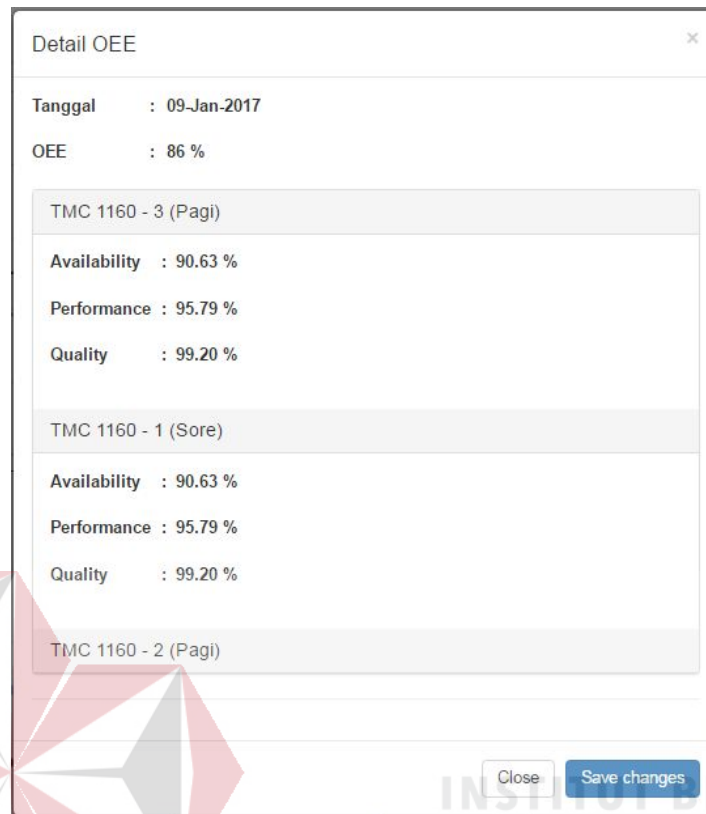 Detail OEE ×
Tanggal : 09-Jan-2017
OEE : 86 %
TMC 1160 - 3 (Pagi)
Availability : 90.63 %
Performance : 95.79 %
Quality : 99.20 %
TMC 1160 - 1 (Sore)
Availability : 90.63 %
Performance : 95.79 %
Quality : 99.20 %
TMC 1160 - 2 (Pagi)
Close Save changes
INSTITUT B